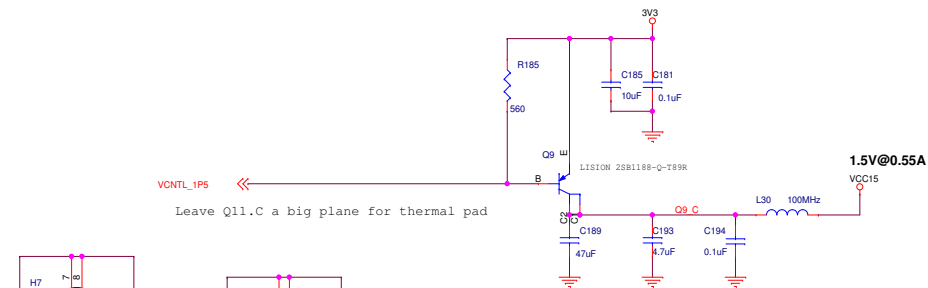 3V3
R185
560
C185
10uF
C181
0.1uF
Q9
E
LISION 2SB1188-Q-T89R
B
VCNTL_1P5
Leave Q11.C a big plane for thermal pad
1.5V@0.55A
VCC15
L30
100MHz
C2
C
Q9_C
C189
47uF
C193
4.7uF
C194
0.1uF
H7
7
8